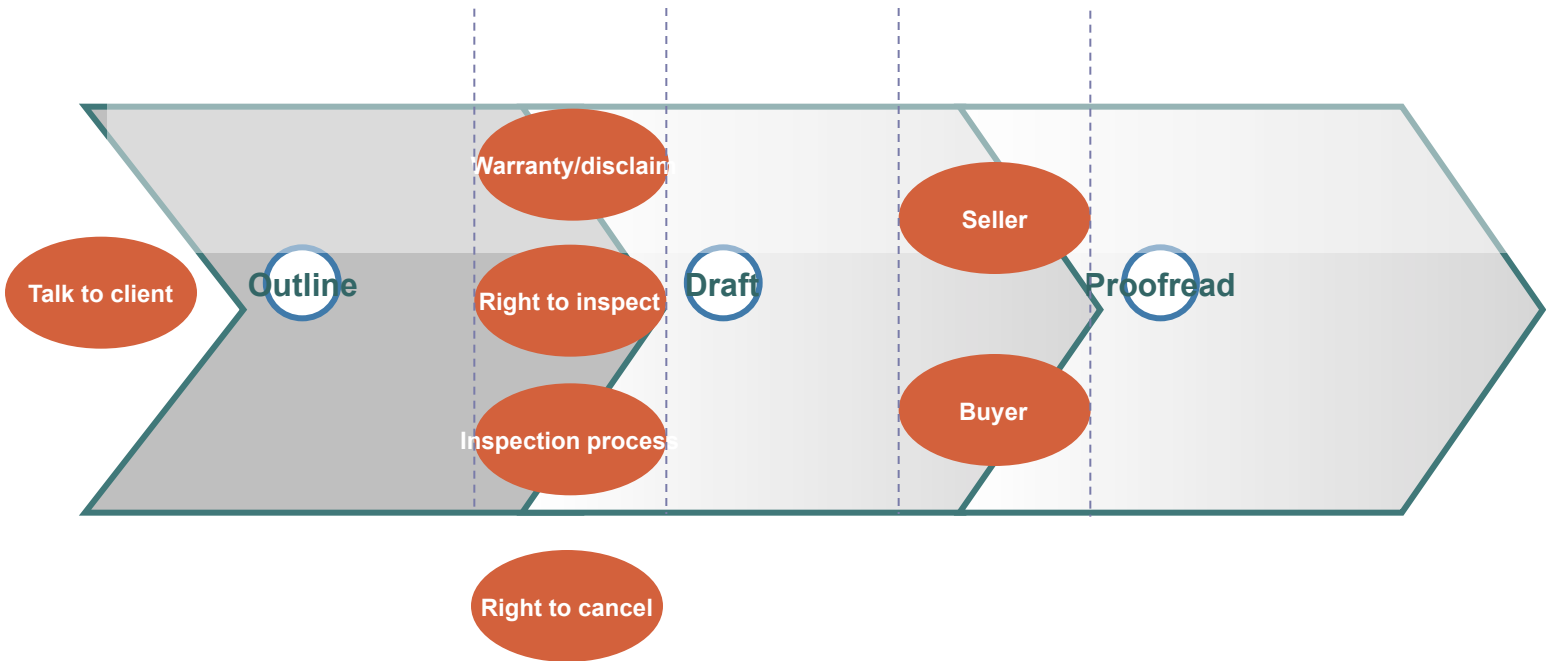 Talk to client
Outline
Warranty/disclaim
Right to inspect
Inspection process
Right to cancel
Draft
Seller
Buyer
Proofread